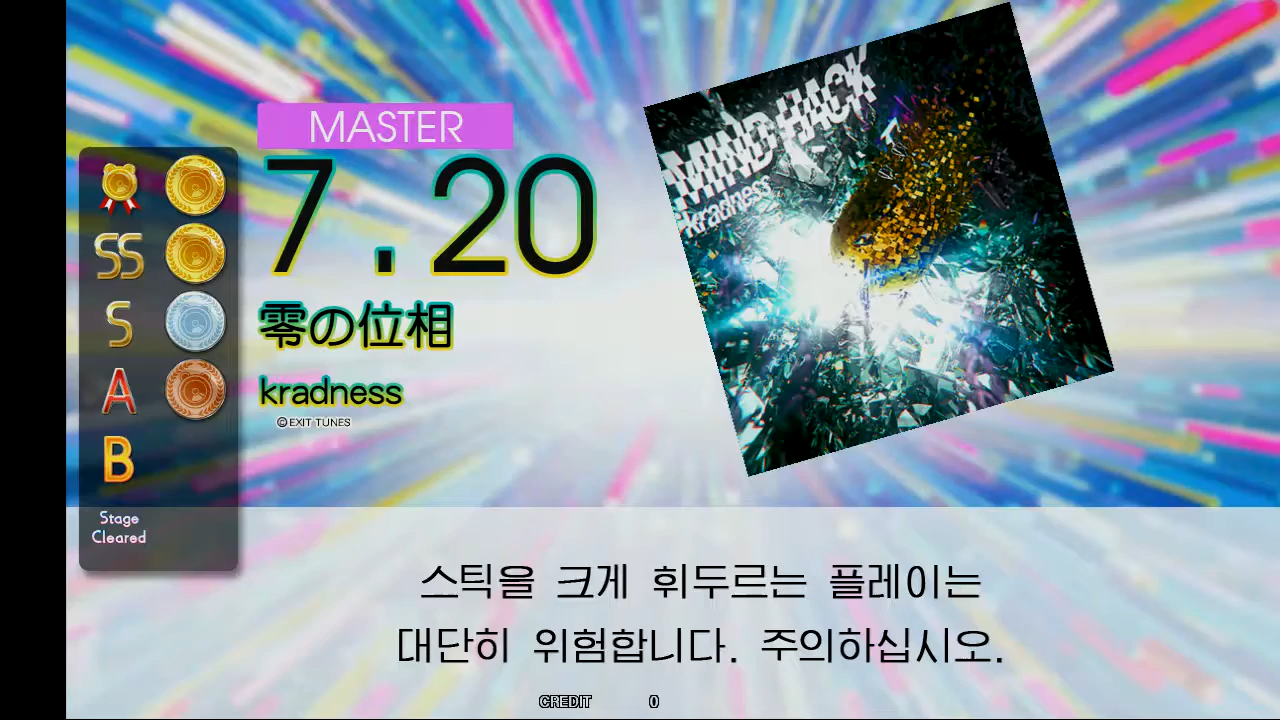 MASTER
7.20
零の位相
kradness
©EXIT TUNES
SS
S
A
B
Stage
Cleared
MIND HACK
kradness
스틱을 크게 휘두르는 플레이는
대단히 위험합니다. 주의하십시오.
CREDIT 0